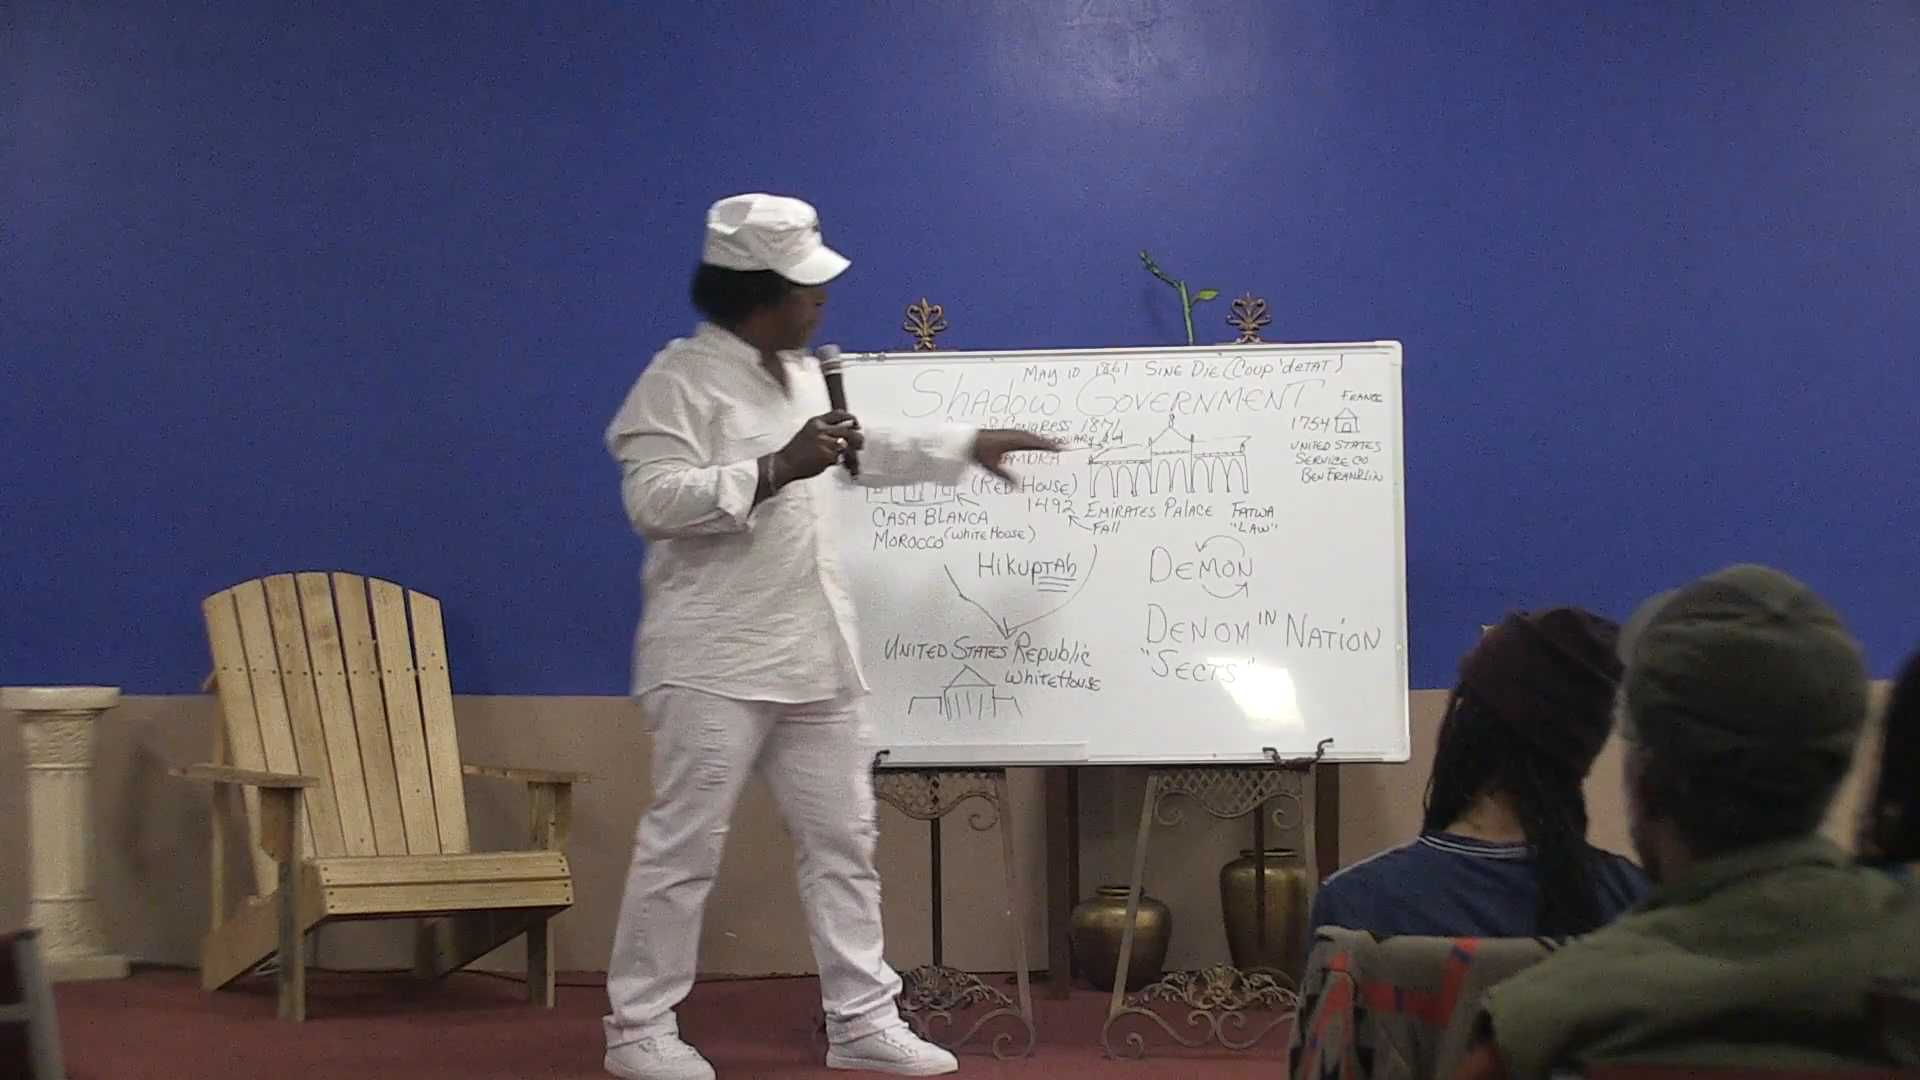 MAY 10 1861 SINE DIE (COUP 'dETAT)
Shadow GOVERNMENT
FRANCE
1754
UNITED STATES
SERVICE CO
BEN FRANKLIN
CONGRESS 1871
(RED HOUSE)
1492
FAll
CASA BLANCA
MOROCCO (WHITE HOUSE)
EMIRATES PALACE
FATWA
"LAW"
HikupTAh
DEMON
DENOM IN NATION
"SECTS"
UNITED STATES REPUBlic
WHITEHOUSE